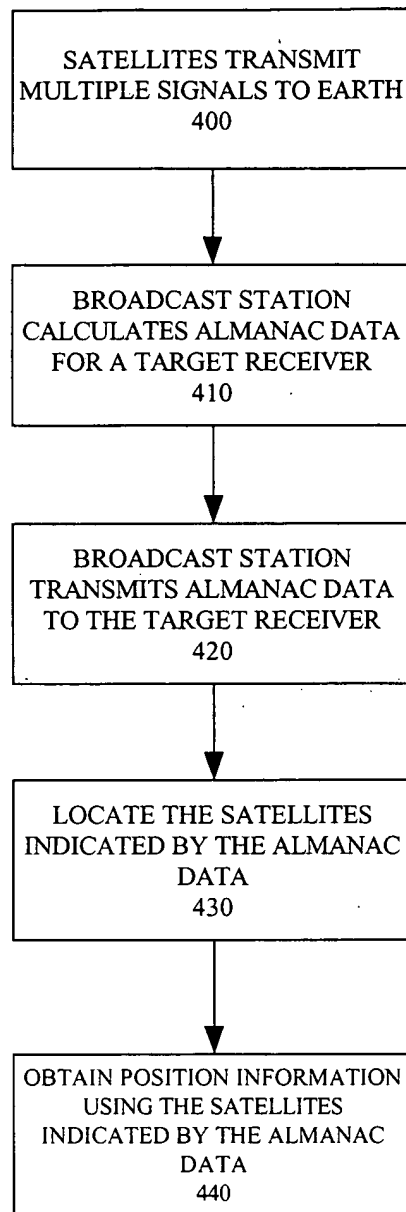 SATELLITES TRANSMIT
MULTIPLE SIGNALS TO EARTH
400
BROADCAST STATION
CALCULATES ALMANAC DATA
FOR A TARGET RECEIVER
410
BROADCAST STATION
TRANSMITS ALMANAC DATA
TO THE TARGET RECEIVER
420
LOCATE THE SATELLITES
INDICATED BY THE ALMANAC
DATA
430
OBTAIN POSITION INFORMATION
USING THE SATELLITES
INDICATED BY THE ALMANAC
DATA
440